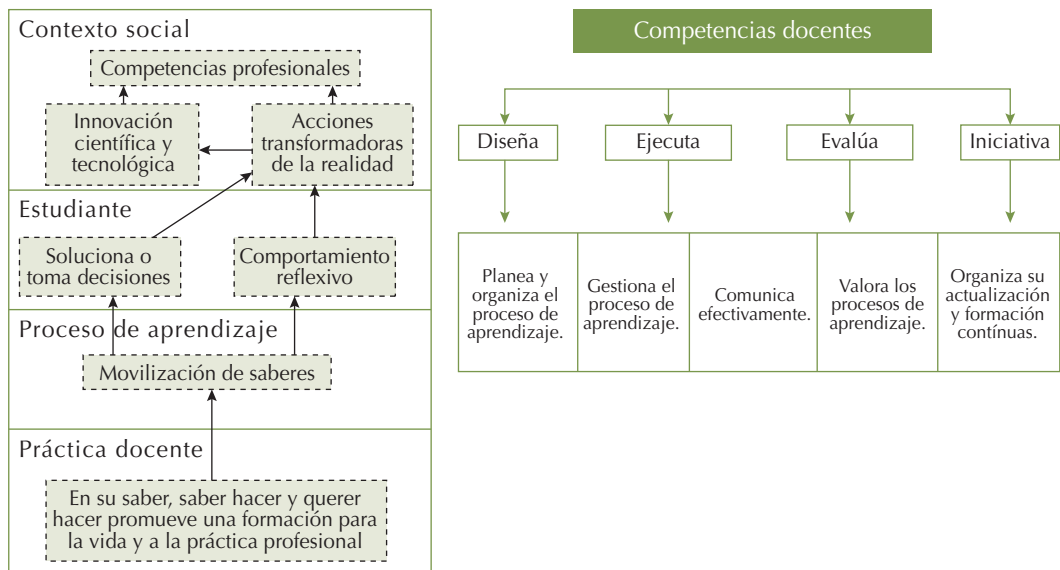 Contexto social
Competencias profesionales
Innovación
científica y
tecnológica
Acciones
transformadoras
de la realidad
Estudiante
Soluciona o
toma decisiones
Comportamiento
reflexivo
Proceso de aprendizaje
Movilización de saberes
Práctica docente
En su saber, saber hacer y querer
hacer promueve una formación para
la vida y a la práctica profesional
Competencias docentes
Diseña
Ejecuta
Evalúa
Iniciativa
Planea y
organiza el
proceso de
aprendizaje.
Gestiona el
proceso de
aprendizaje.
Comunica
efectivamente.
Valora los
procesos de
aprendizaje.
Organiza su
actualización
y formación
contínuas.